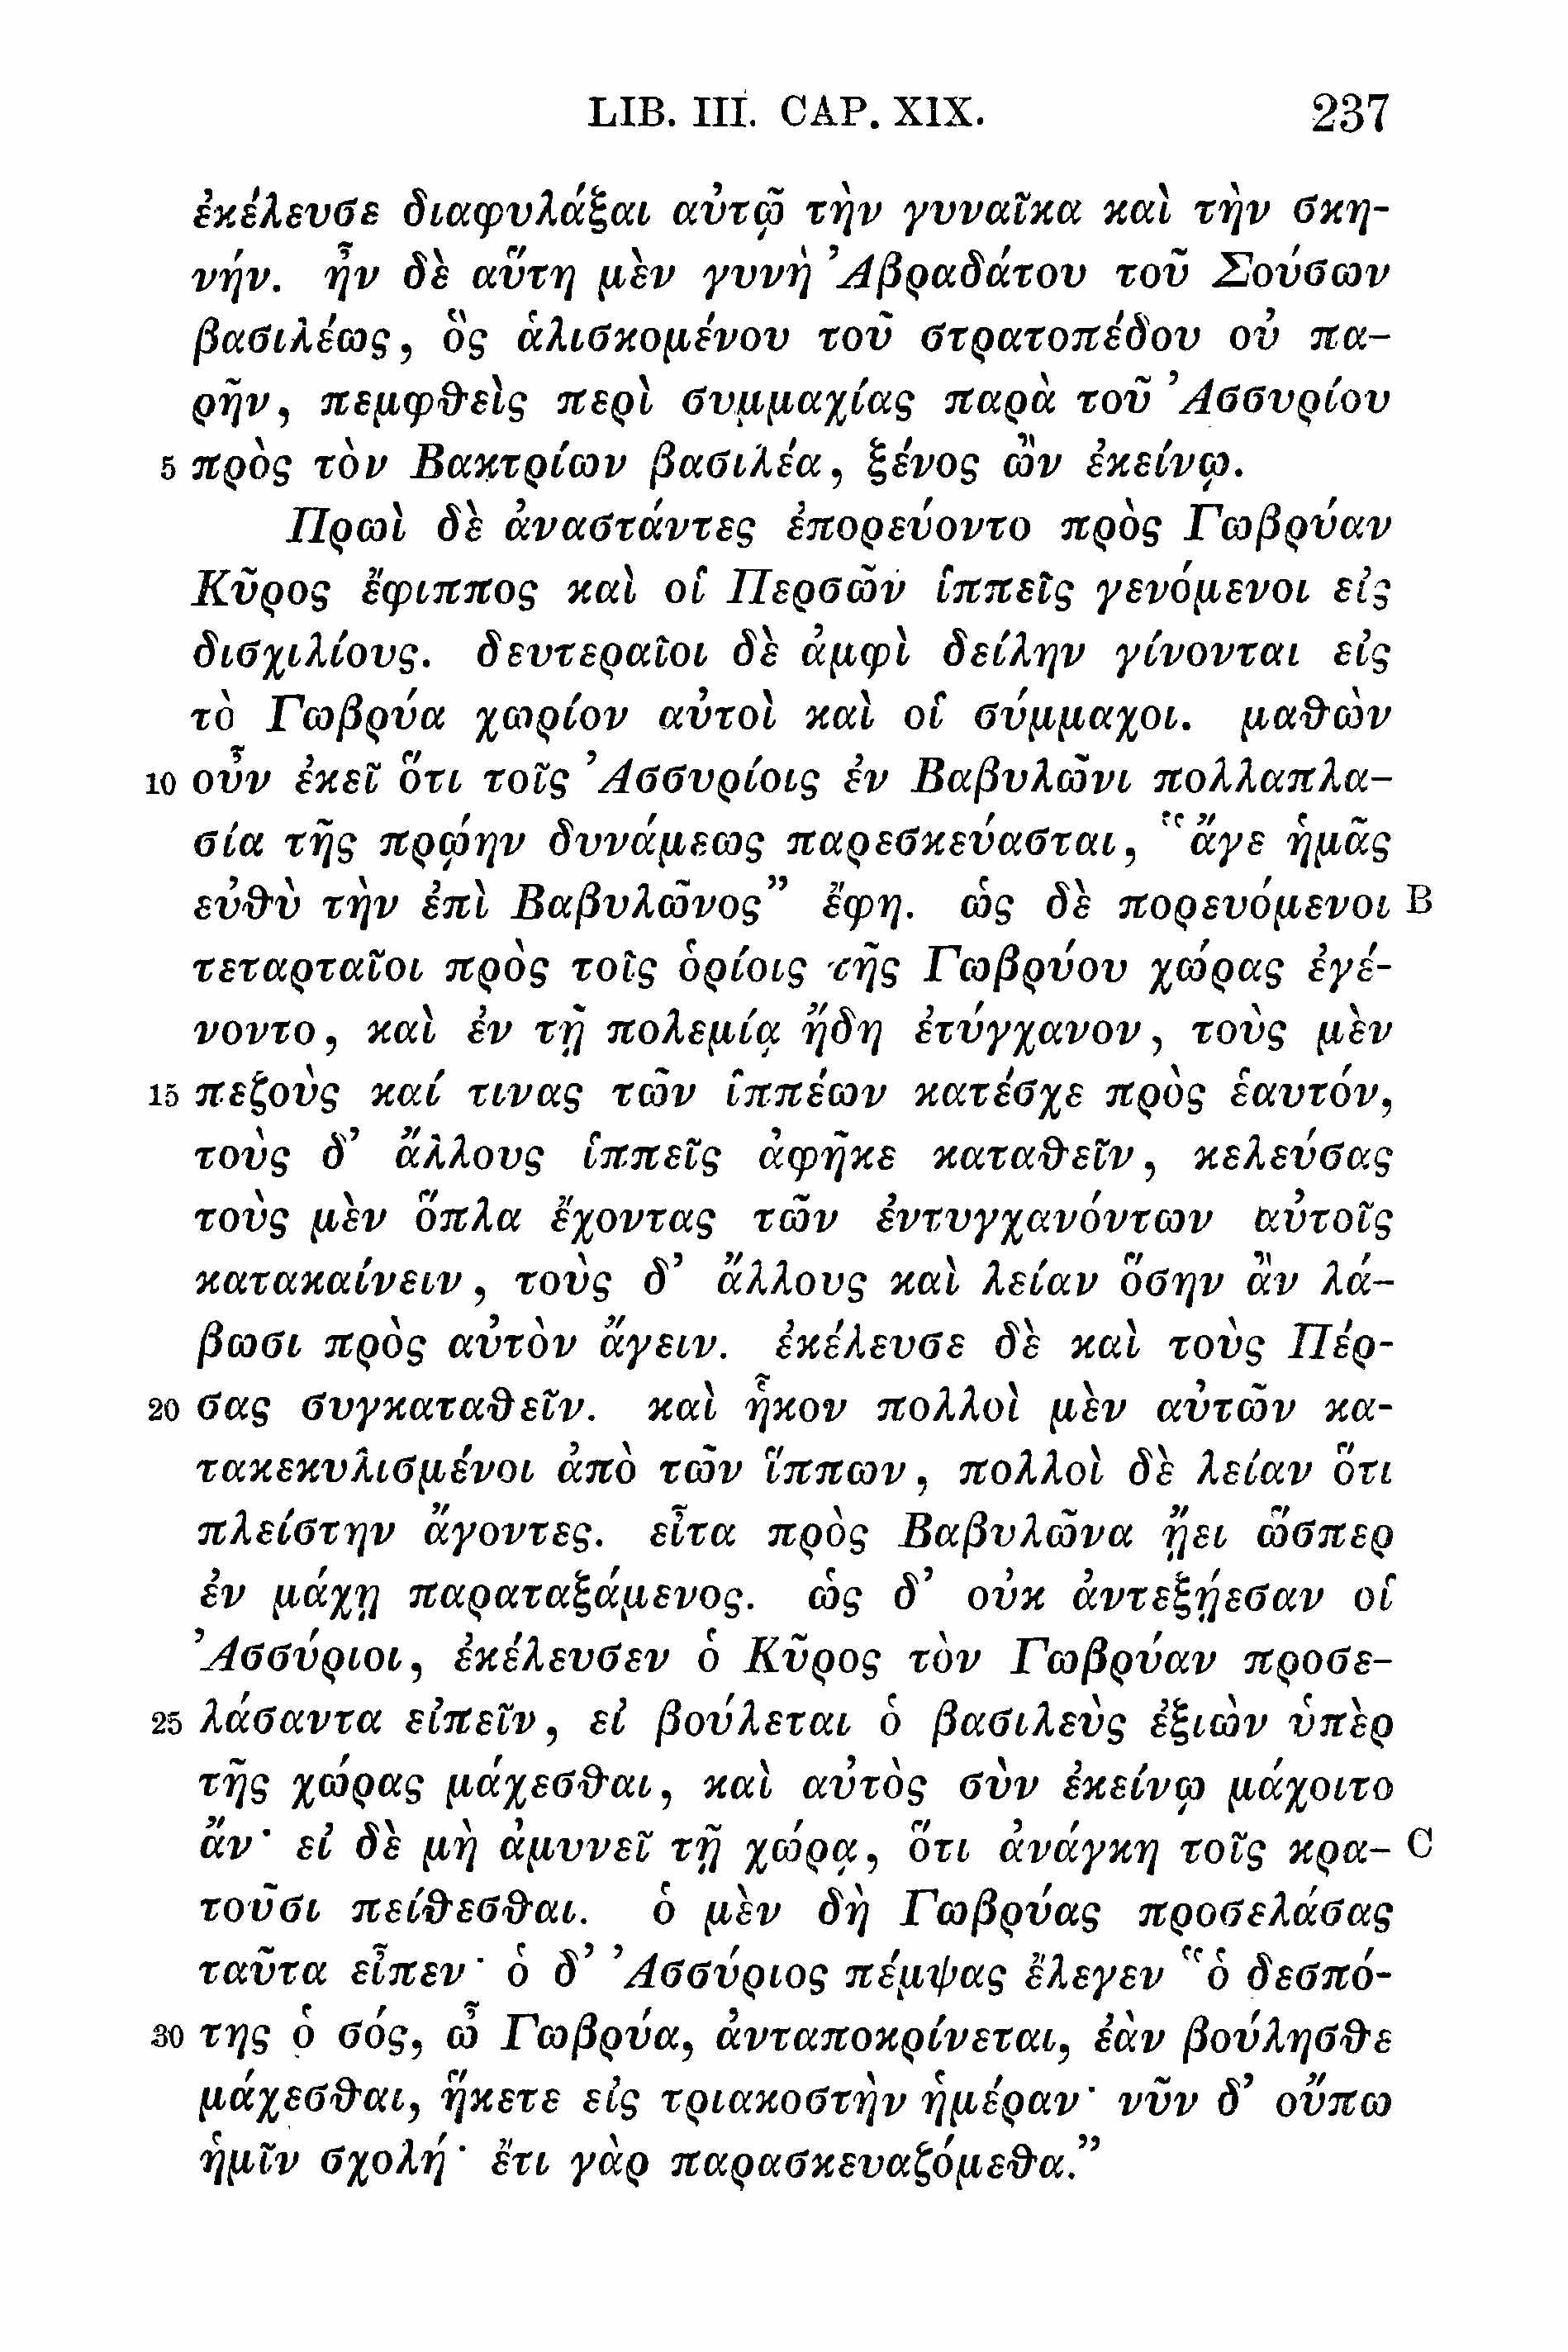 LIB. III. CAP. XIX. 237
ἐκέλευσε διαφυλάξαι αὐτῷ τὴν γυναῖκα καὶ τὴν σκη-
νήν. ἦν δὲ αὕτη μὲν γυνὴ Ἀβραδάτου τοῦ Σούσων
βασιλέως, ὃς ἁλισκομένου τοῦ στρατοπέδου οὐ πα-
ρῆν, πεμφθεὶς περὶ συμμαχίας παρὰ τοῦ Ἀσσυρίου
5 πρὸς τὸν Βακτρίων βασιλέα, ξένος ὢν ἐκείνῳ.
Πρωὶ δὲ ἀναστάντες ἐπορεύοντο πρὸς Γωβρύαν
Κῦρος ἔφιππος καὶ οἱ Περσῶν ἱππεῖς γενόμενοι εἰς
δισχιλίους. δευτεραῖοι δὲ ἀμφὶ δείλην γίνονται εἰς
τὸ Γωβρύα χωρίον αὐτοὶ καὶ οἱ σύμμαχοι. μαθὼν
10 οὖν ἐκεῖ ὅτι τοῖς Ἀσσυρίοις ἐν Βαβυλῶνι πολλαπλα-
σία τῆς πρῴην δυνάμεως παρεσκεύασται, “ἄγε ἡμᾶς
εὐθὺ τὴν ἐπὶ Βαβυλῶνος” ἔφη. ὡς δὲ πορευόμενοι B
τεταρταῖοι πρὸς τοῖς ὁρίοις τῆς Γωβρύου χώρας ἐγέ-
νοντο, καὶ ἐν τῇ πολεμίᾳ ἤδη ἐτύγχανον, τοὺς μὲν
15 πεζοὺς καί τινας τῶν ἱππέων κατέσχε πρὸς ἑαυτόν,
τοὺς δ’ ἄλλους ἱππεῖς ἀφῆκε καταθεῖν, κελεύσας
τοὺς μὲν ὅπλα ἔχοντας τῶν ἐντυγχανόντων αὐτοῖς
κατακαίνειν, τοὺς δ’ ἄλλους καὶ λείαν ὅσην ἂν λά-
βωσι πρὸς αὐτὸν ἄγειν. ἐκέλευσε δὲ καὶ τοὺς Πέρ-
20 σας συγκαταθεῖν. καὶ ἧκον πολλοὶ μὲν αὐτῶν κα-
τακεκυλισμένοι ἀπὸ τῶν ἵππων, πολλοὶ δὲ λείαν ὅτι
πλείστην ἄγοντες. εἶτα πρὸς Βαβυλῶνα ᾔει ὥσπερ
ἐν μάχῃ παραταξάμενος. ὡς δ’ οὐκ ἀντεξῄεσαν οἱ
Ἀσσύριοι, ἐκέλευσεν ὁ Κῦρος τὸν Γωβρύαν προσε-
25 λάσαντα εἰπεῖν, εἰ βούλεται ὁ βασιλεὺς ἐξιὼν ὑπὲρ
τῆς χώρας μάχεσθαι, καὶ αὐτὸς σὺν ἐκείνῳ μάχοιτο
ἄν· εἰ δὲ μὴ ἀμυνεῖ τῇ χώρᾳ, ὅτι ἀνάγκη τοῖς κρα- C
τοῦσι πείθεσθαι. ὁ μὲν δὴ Γωβρύας προσελάσας
ταῦτα εἶπεν· ὁ δ’ Ἀσσύριος πέμψας ἔλεγεν “ὁ δεσπό-
30 της ὁ σός, ὦ Γωβρύα, ἀνταποκρίνεται, ἐὰν βούλησθε
μάχεσθαι, ἥκετε εἰς τριακοστὴν ἡμέραν· νῦν δ’ οὔπω
ἡμῖν σχολή· ἔτι γὰρ παρασκευαζόμεθα.”